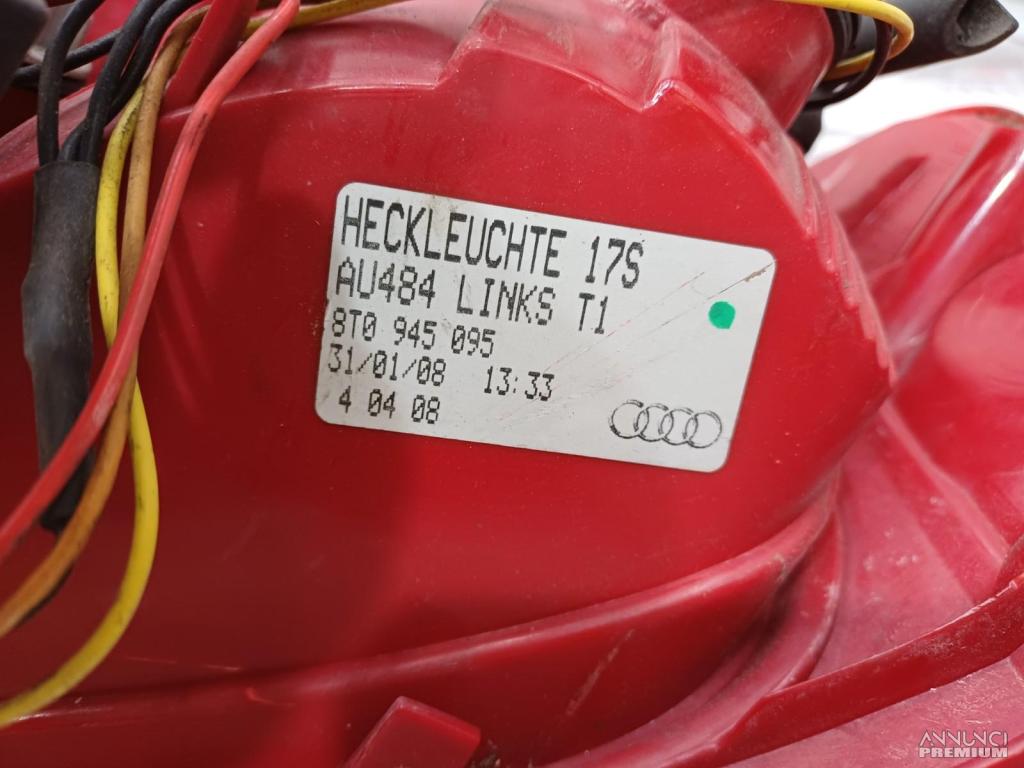 HECKLEUCHTE 17S
AU484 LINKS T1
8T0 945 095
31/01/08 13:33
4 04 08
ANNUNCI
PREMIUM